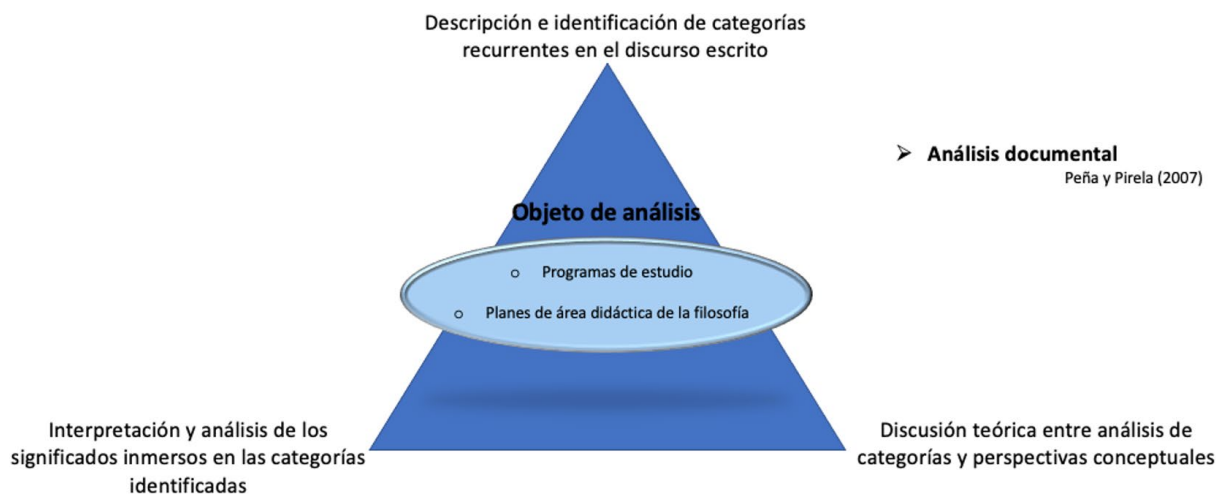 Descripción e identificación de categorías
recurrentes en el discurso escrito
➤ Análisis documental
Peña y Pirela (2007)
Objeto de análisis
o Programas de estudio
o Planes de área didáctica de la filosofía
Interpretación y análisis de los
significados inmersos en las categorías
identificadas
Discusión teórica entre análisis de
categorías y perspectivas conceptuales